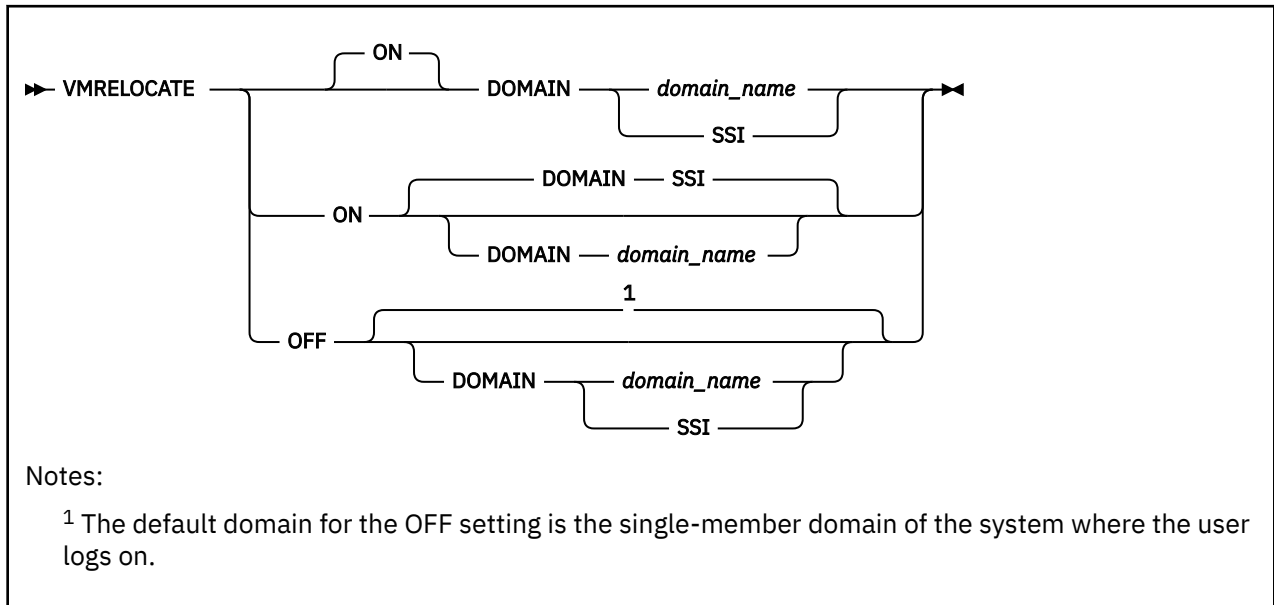 ON
VMRELOCATE DOMAIN domain_name
SSI
DOMAIN SSI
ON
DOMAIN domain_name
1
OFF
DOMAIN domain_name
SSI
Notes:
1 The default domain for the OFF setting is the single-member domain of the system where the user
logs on.